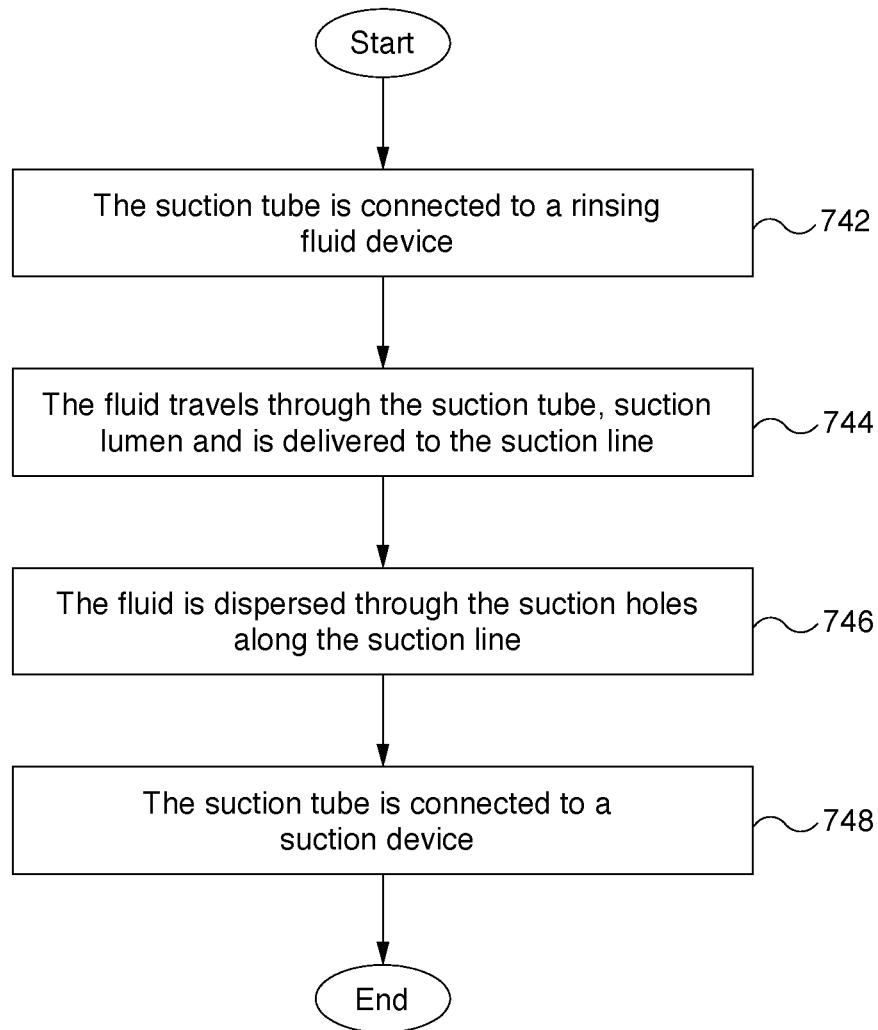 Start
The suction tube is connected to a rinsing
fluid device
742
The fluid travels through the suction tube, suction
lumen and is delivered to the suction line
744
The fluid is dispersed through the suction holes
along the suction line
746
The suction tube is connected to a
suction device
748
End